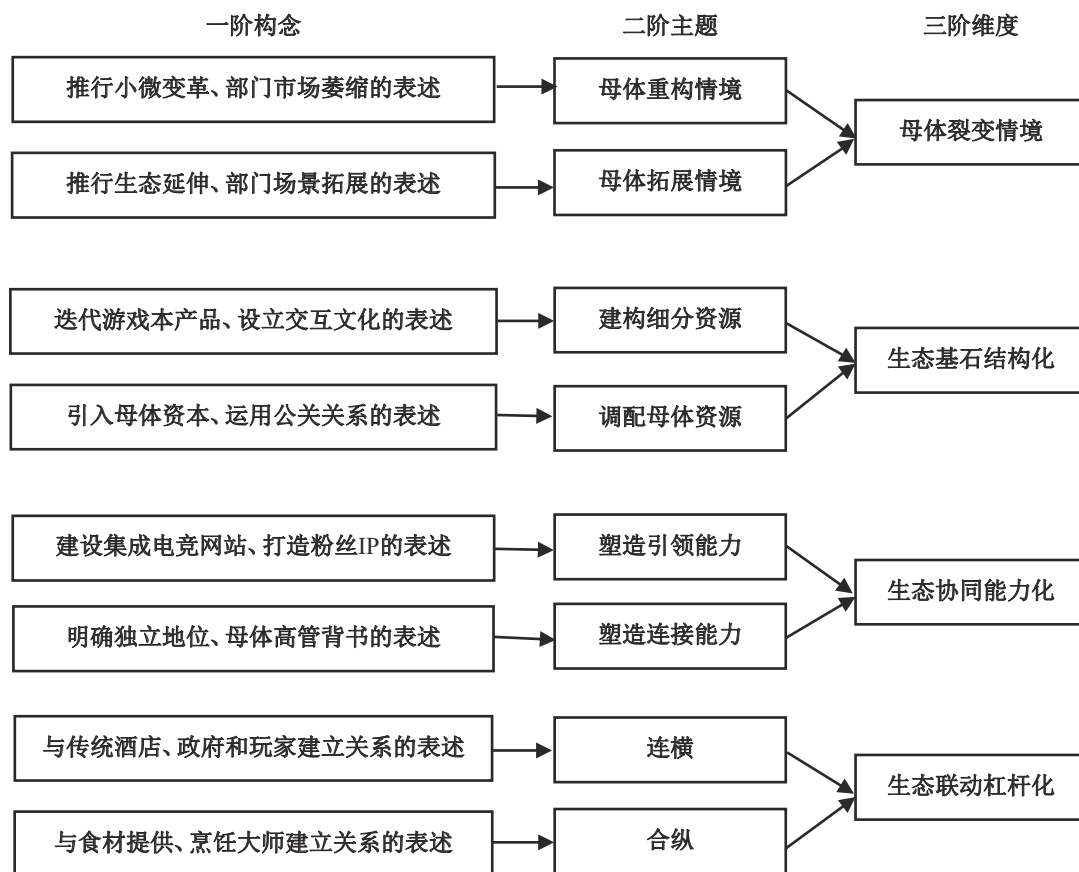 一阶构念
二阶主题
三阶维度
推行小微变革、部门市场萎缩的表述
母体重构情境
母体裂变情境
推行生态延伸、部门场景拓展的表述
母体拓展情境
迭代游戏本产品、设立交互文化的表述
建构细分资源
生态基石结构化
引入母体资本、运用公关关系的表述
调配母体资源
建设集成电竞网站、打造粉丝IP的表述
塑造引领能力
生态协同能力化
明确独立地位、母体高管背书的表述
塑造连接能力
与传统酒店、政府和玩家建立关系的表述
连横
生态联动杠杆化
与食材提供、烹饪大师建立关系的表述
合纵